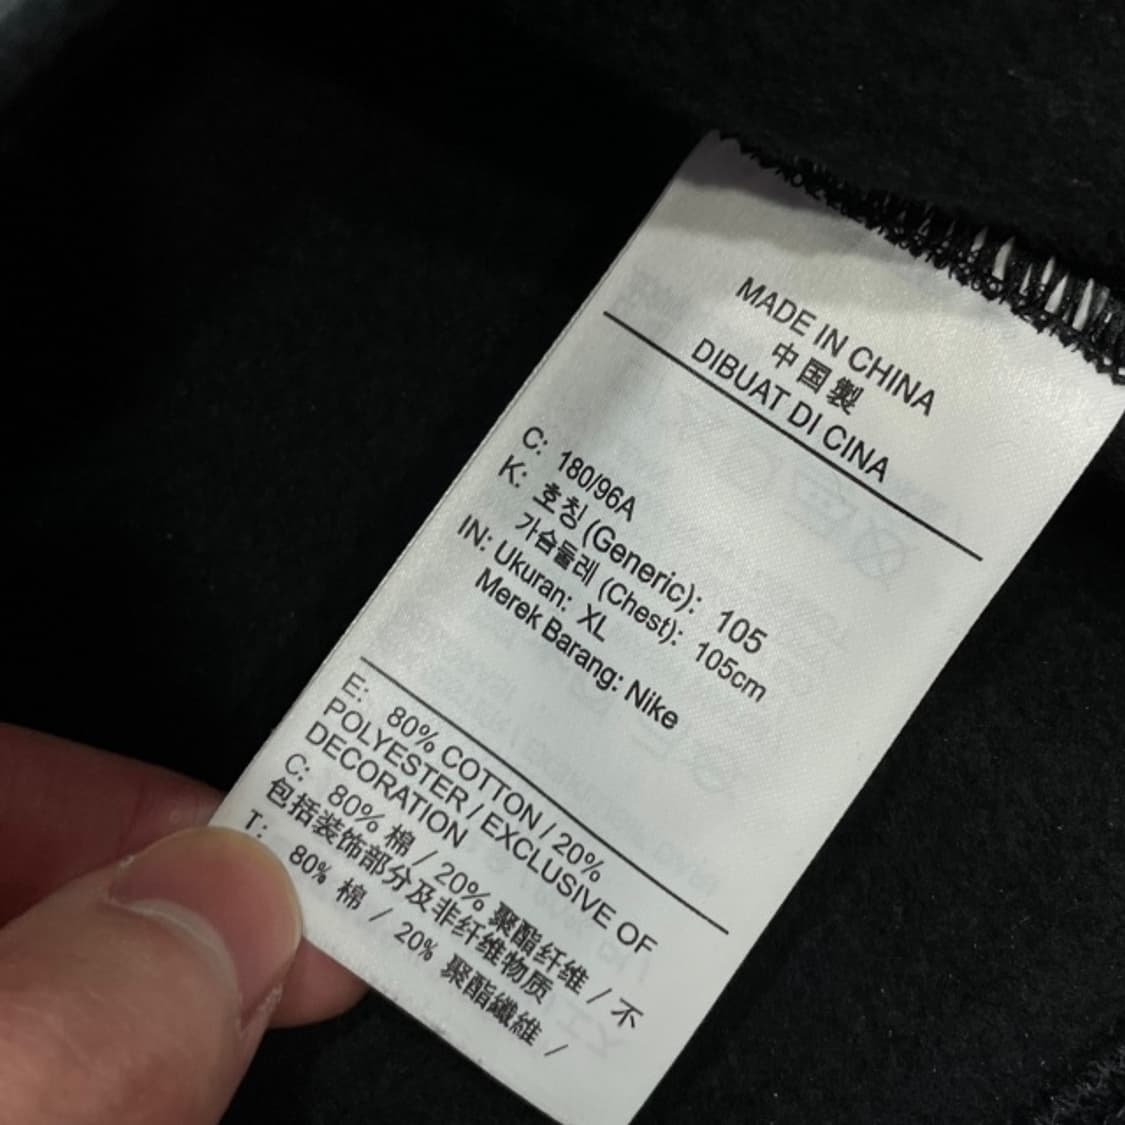 MADE IN CHINA
中国製
DIBUAT DI CINA
C: 180/96A
K: 호칭 (Generic): 105
가슴둘레 (Chest): 105cm
IN: Ukuran: XL
Merek Barang: Nike
E: 80% COTTON / 20%
POLYESTER / EXCLUSIVE OF
DECORATION
C: 80% 棉 / 20% 聚酯纤维 / 不
包括装饰部分及非纤维物质
T: 80% 棉 / 20% 聚酯纖維 /